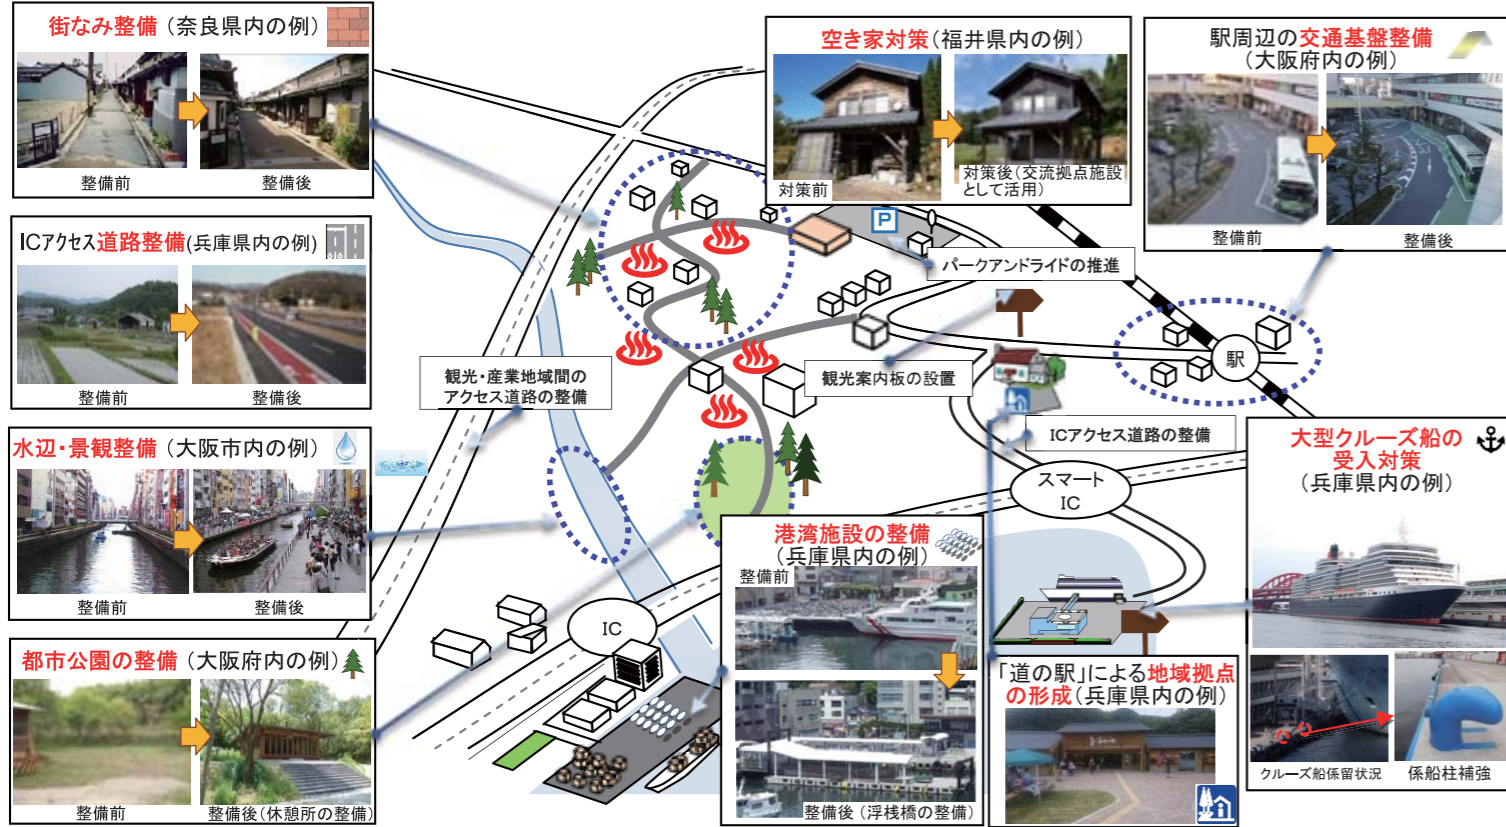 街なみ整備（奈良県内の例）
整備前
整備後
ICアクセス道路整備(兵庫県内の例)
整備前
整備後
水辺・景観整備（大阪市内の例）
整備前
整備後
都市公園の整備（大阪府内の例）
整備前
整備後（休憩所の整備）
観光・産業地域間の
アクセス道路の整備
空き家対策（福井県内の例）
対策前
対策後（交流拠点施設
として活用）
P
パークアンドライドの推進
観光案内板の設置
ICアクセス道路の整備
駅周辺の交通基盤整備
（大阪府内の例）
整備前
整備後
駅
スマート
IC
IC
港湾施設の整備
（兵庫県内の例）
整備前
整備後（浮桟橋の整備）
「道の駅」による地域拠点
の形成（兵庫県内の例）
大型クルーズ船の
受入対策
（兵庫県内の例）
クルーズ船係留状況
係船柱補強